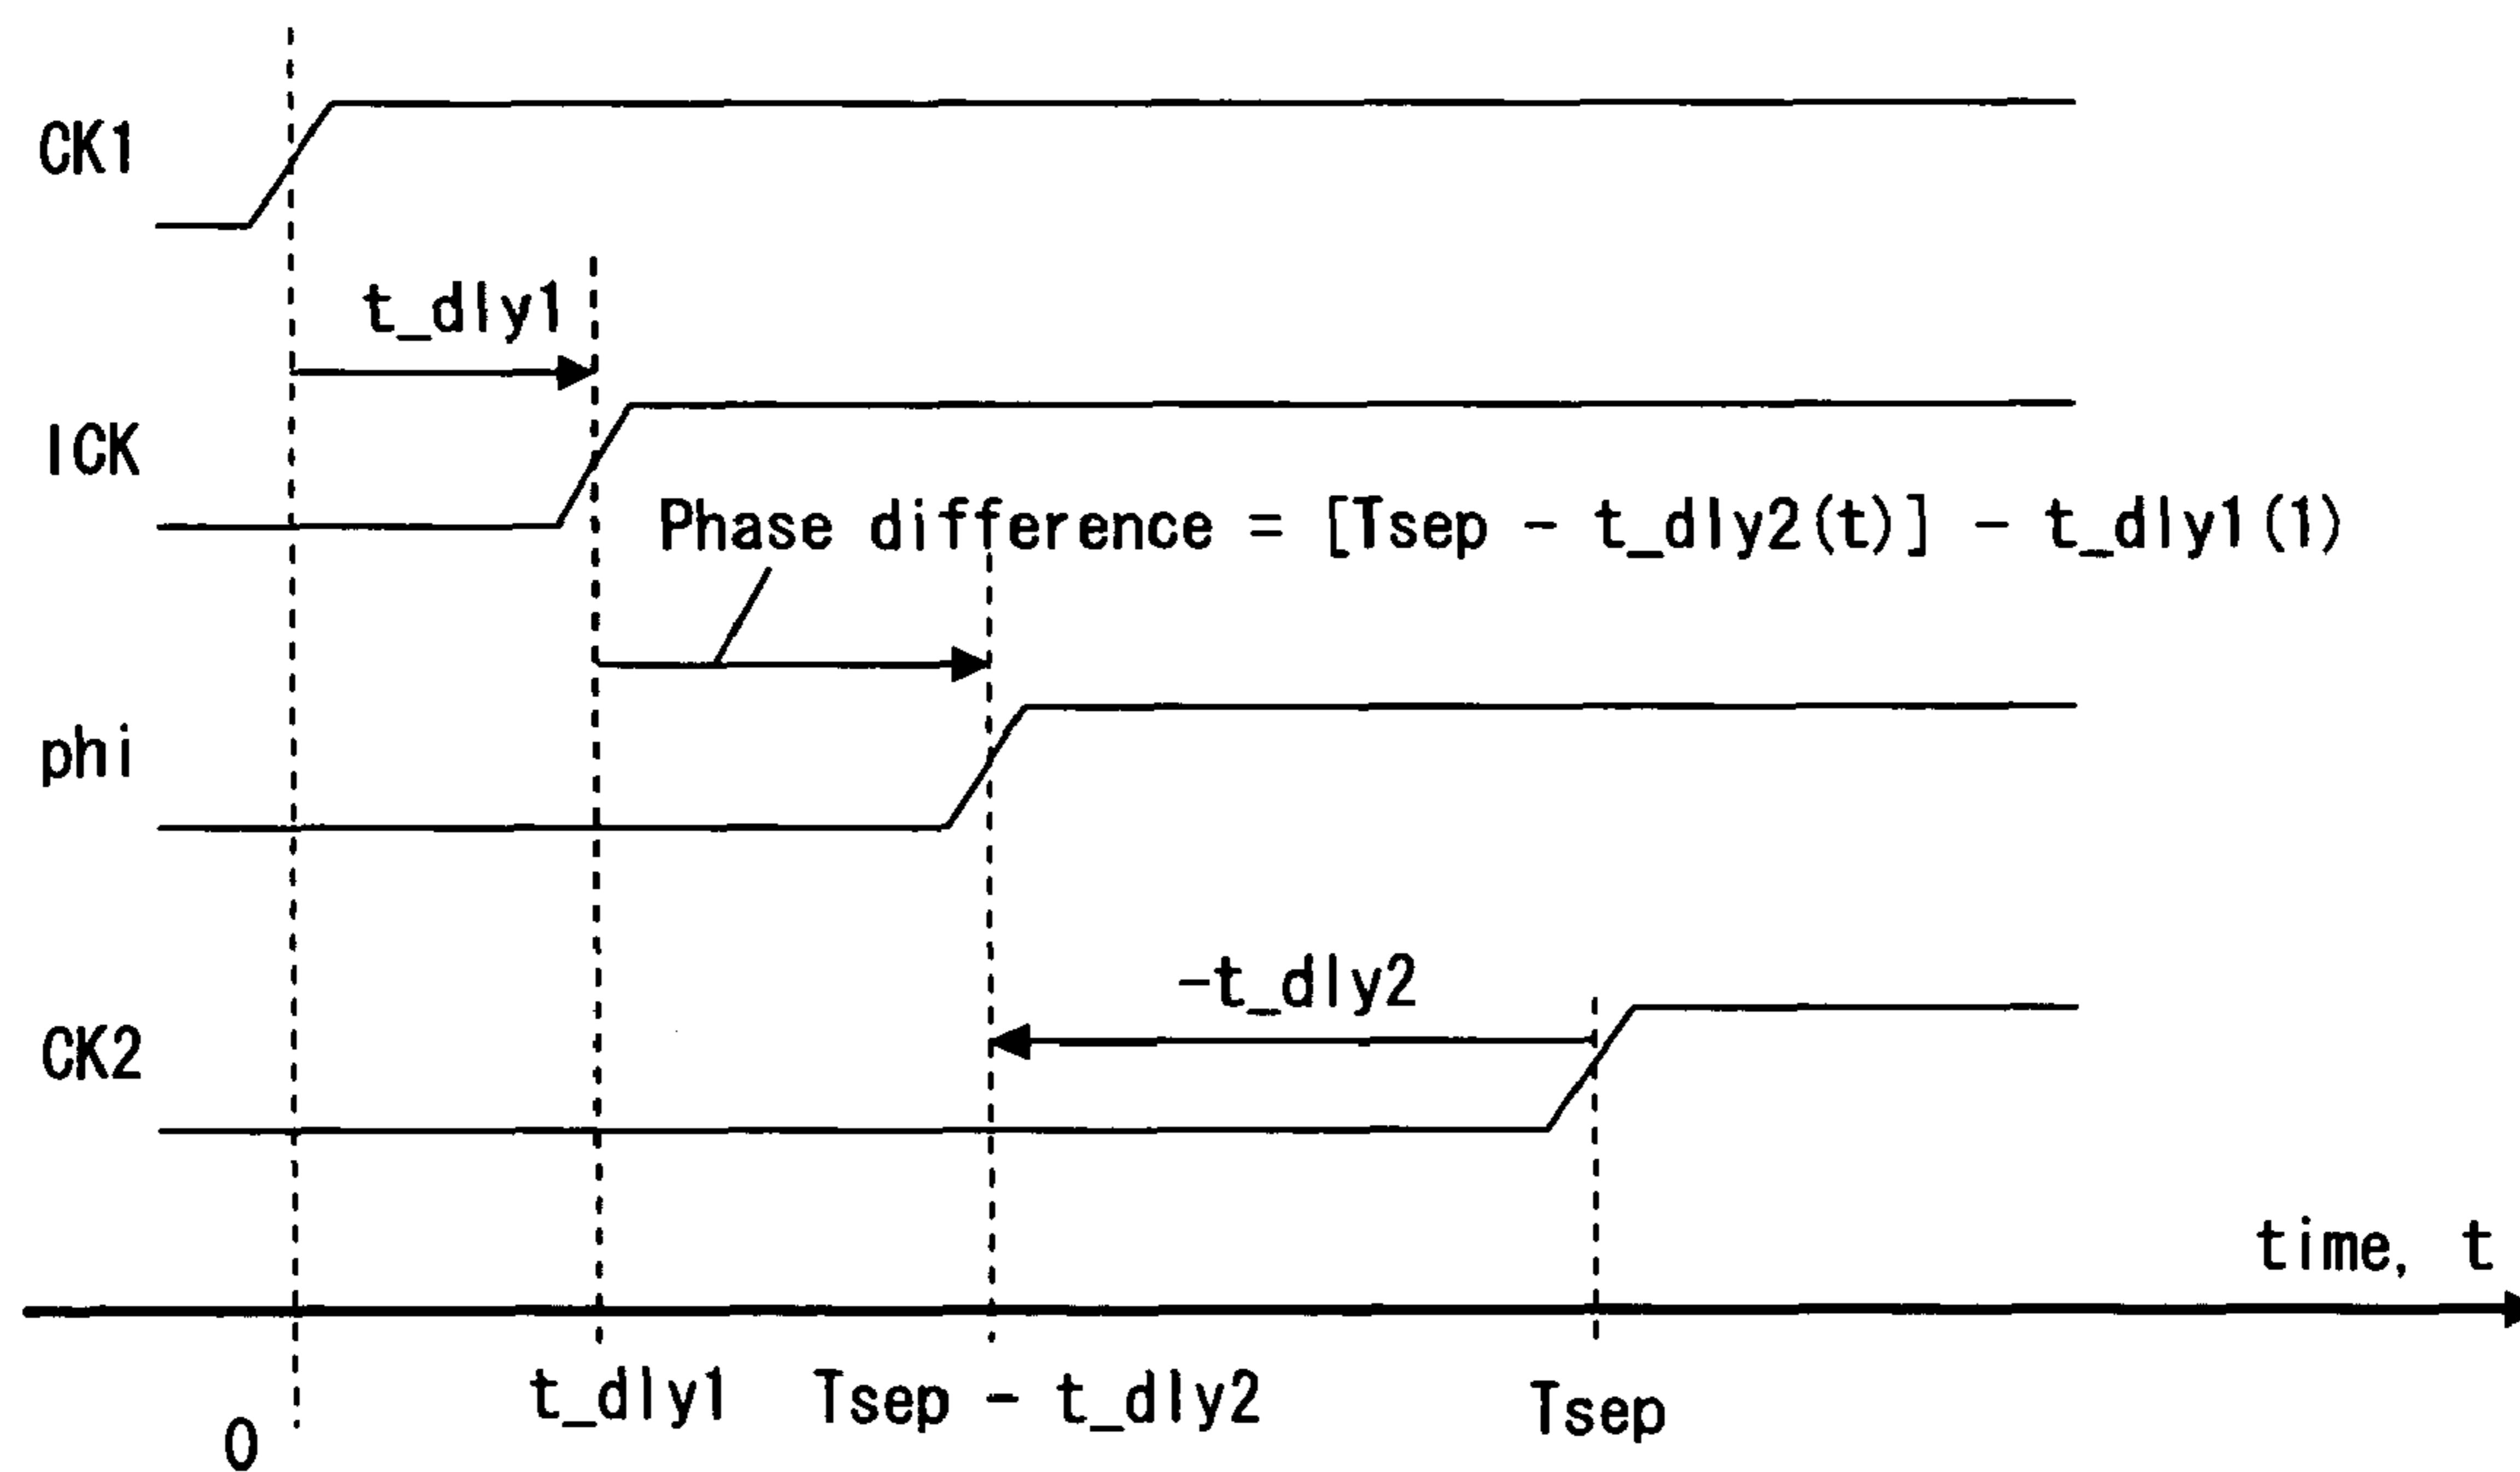 CK1
t_dly1
ICK
Phase difference = [Tsep - t_dly2(t)] - t_dly1(1)
phi
-t_dly2
CK2
time, t
t_dly1
Tsep - t_dly2
Tsep
0